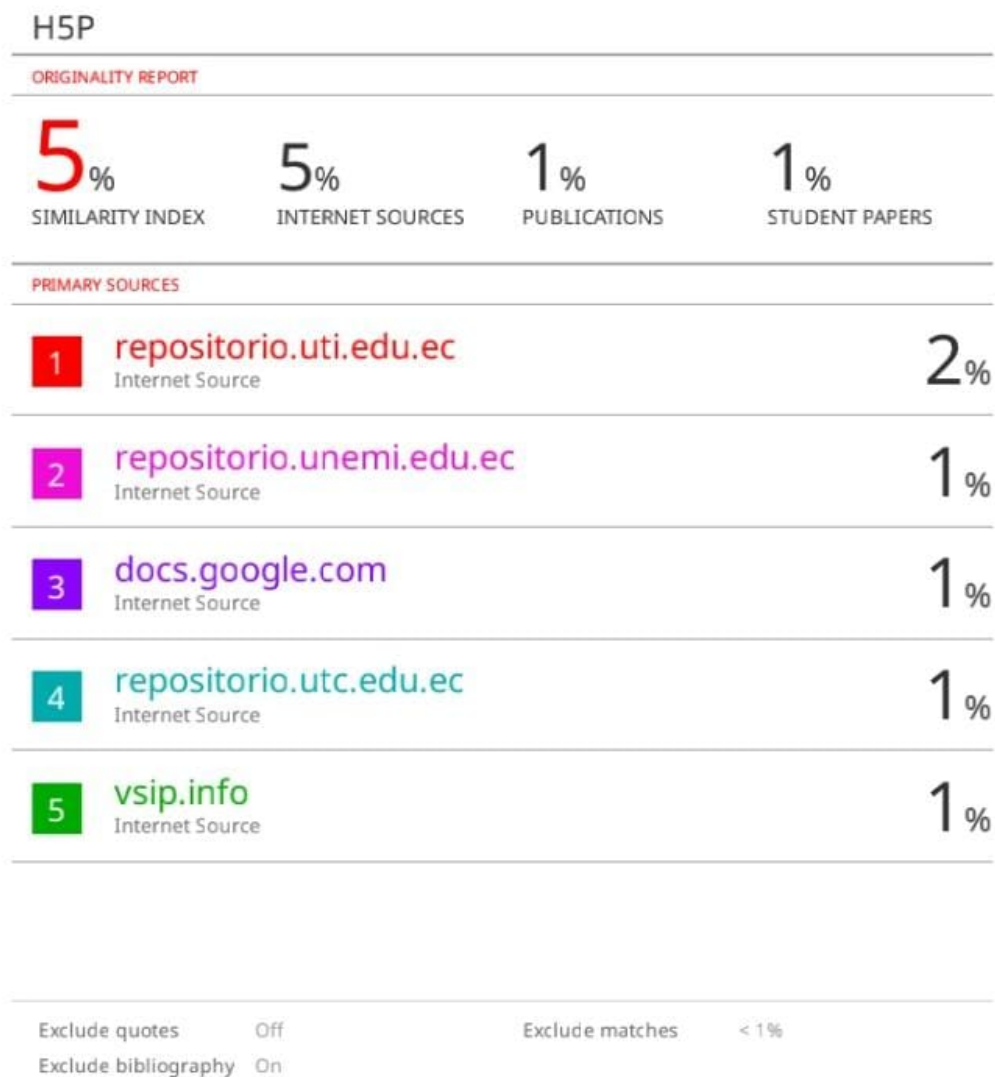 H5P
ORIGINALITY REPORT
5% 5% 1% 1%
SIMILARITY INDEX INTERNET SOURCES PUBLICATIONS STUDENT PAPERS
PRIMARY SOURCES
1 repositorio.uti.edu.ec 2%
Internet Source
2 repositorio.unemi.edu.ec 1%
Internet Source
3 docs.google.com 1%
Internet Source
4 repositorio.utc.edu.ec 1%
Internet Source
5 vsip.info 1%
Internet Source
Exclude quotes Off Exclude matches < 1%
Exclude bibliography On